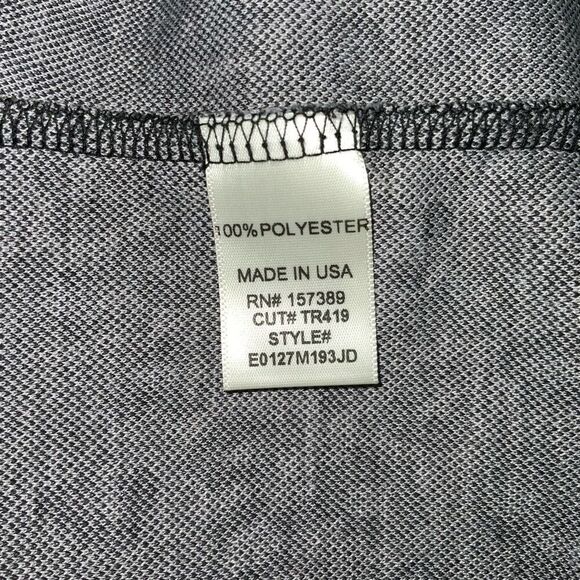 100% POLYESTER
MADE IN USA
RN# 157389
CUT# TR419
STYLE#
E0127M193JD